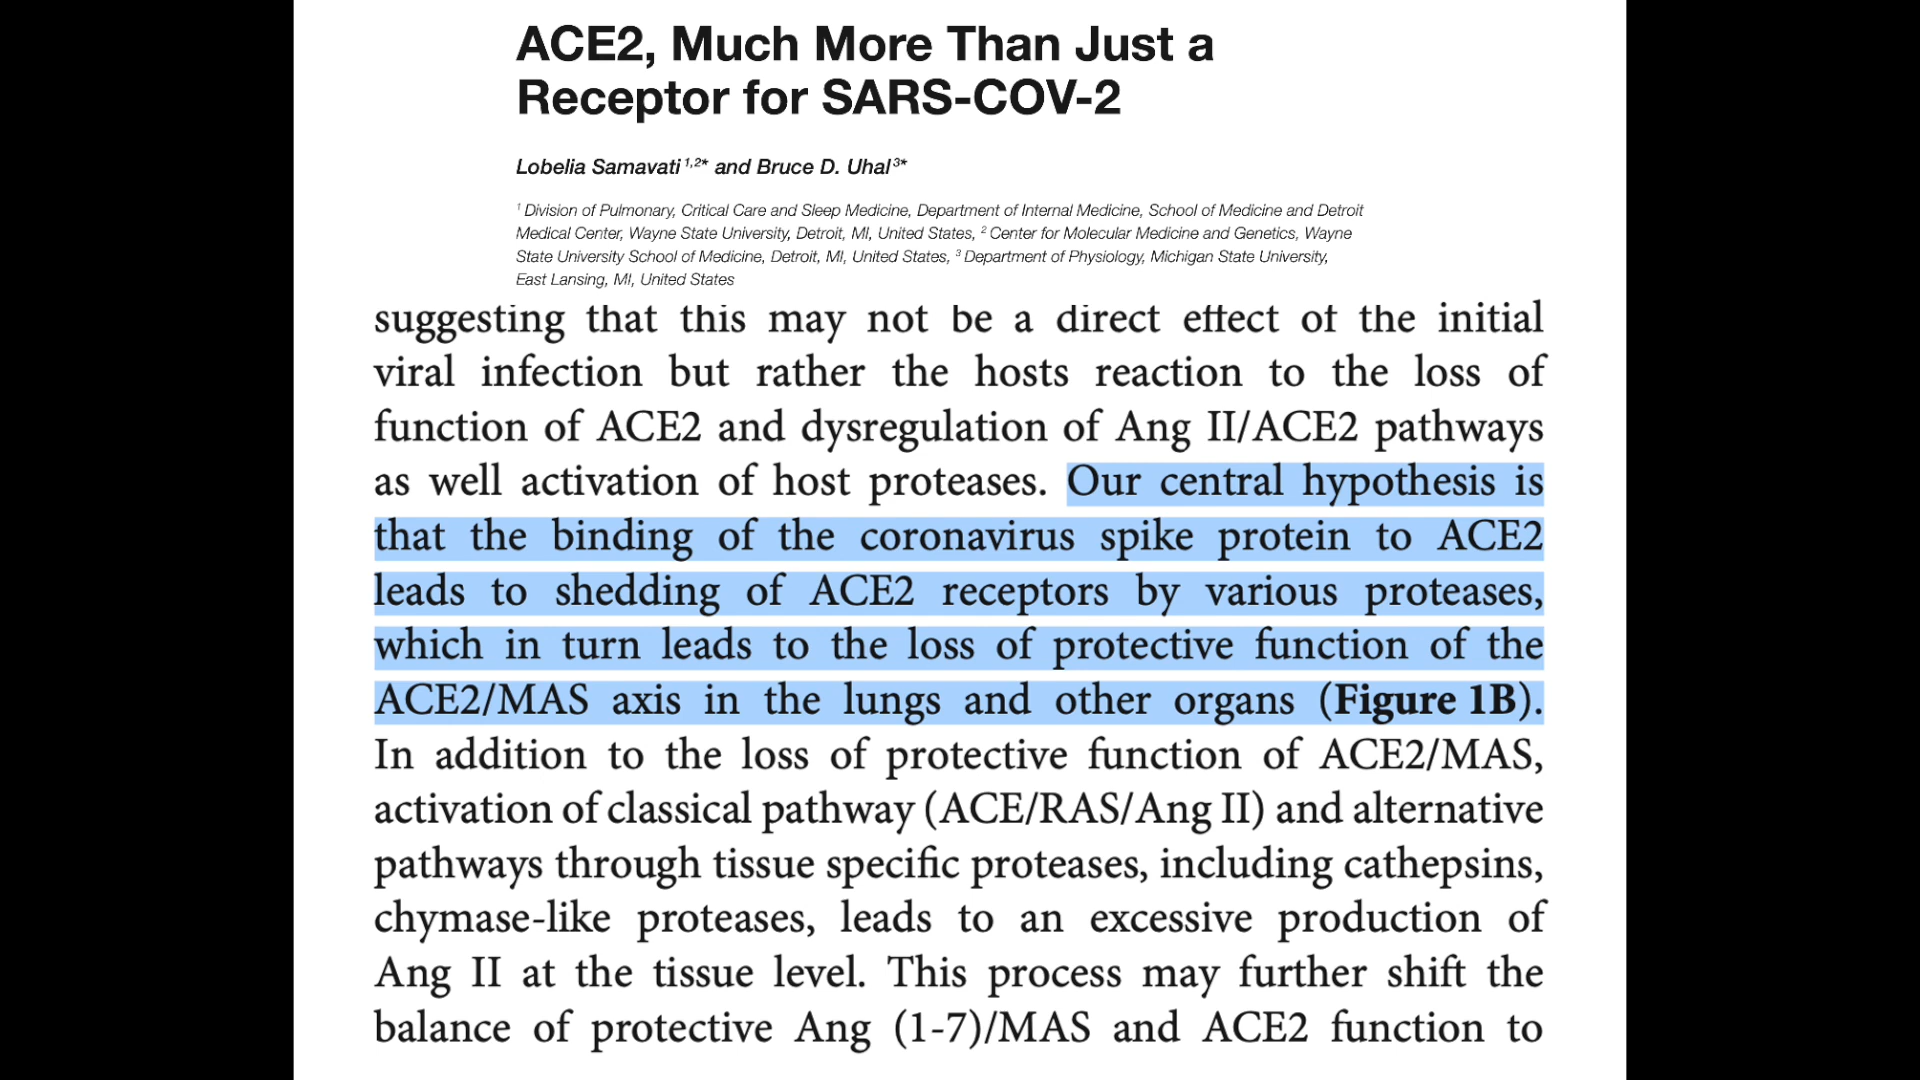 ACE2, Much More Than Just a
Receptor for SARS-COV-2
Lobelia Samavati 1,2* and Bruce D. Uhal 3*
1 Division of Pulmonary, Critical Care and Sleep Medicine, Department of Internal Medicine, School of Medicine and Detroit
Medical Center, Wayne State University, Detroit, MI, United States, 2 Center for Molecular Medicine and Genetics, Wayne
State University School of Medicine, Detroit, MI, United States, 3 Department of Physiology, Michigan State University,
East Lansing, MI, United States
suggesting that this may not be a direct effect of the initial
viral infection but rather the hosts reaction to the loss of
function of ACE2 and dysregulation of Ang II/ACE2 pathways
as well activation of host proteases. Our central hypothesis is
that the binding of the coronavirus spike protein to ACE2
leads to shedding of ACE2 receptors by various proteases,
which in turn leads to the loss of protective function of the
ACE2/MAS axis in the lungs and other organs (Figure 1B).
In addition to the loss of protective function of ACE2/MAS,
activation of classical pathway (ACE/RAS/Ang II) and alternative
pathways through tissue specific proteases, including cathepsins,
chymase-like proteases, leads to an excessive production of
Ang II at the tissue level. This process may further shift the
balance of protective Ang (1-7)/MAS and ACE2 function to